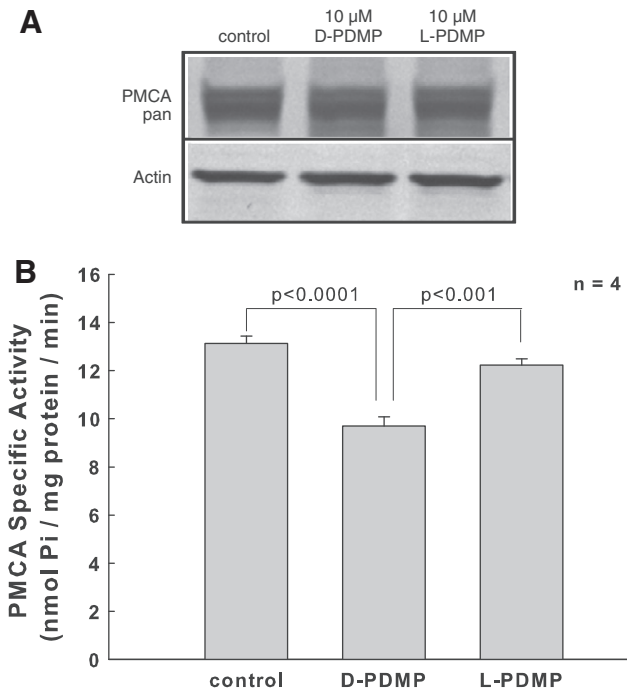 A
control
10 µM
D-PDMP
10 µM
L-PDMP
PMCA
pan
Actin
B
PMCA Specific Activity
(nmol Pi / mg protein / min)
16
14
12
10
8
6
4
2
0
p<0.0001
p<0.001
n = 4
control
D-PDMP
L-PDMP